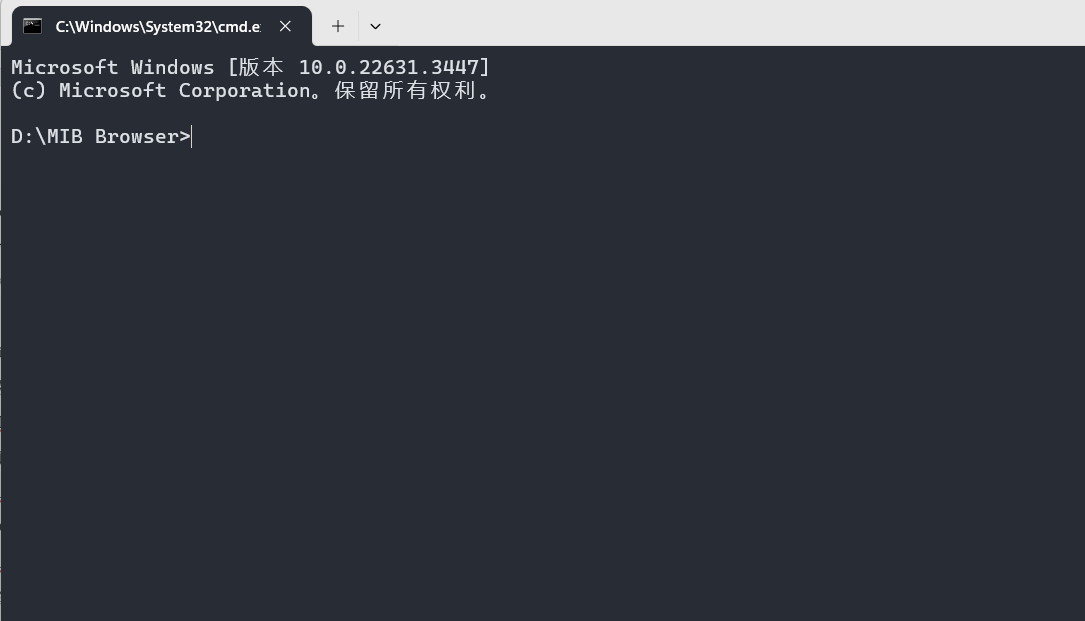 C:\Windows\System32\cmd.e
Microsoft Windows [版本 10.0.22631.3447]
(c) Microsoft Corporation。保留所有权利。
D:\MIB Browser>